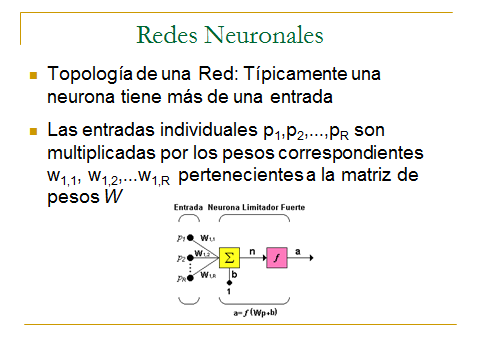 Redes Neuronales
Topología de una Red: Típicamente una
neurona tiene más de una entrada
Las entradas individuales p1,p2,...,pR son
multiplicadas por los pesos correspondientes
w1,1, w1,2,...w1,R pertenecientes a la matriz de
pesos W
Entrada Neurona Limitador Fuerte
p1 W1,1
p2 W1,2 Σ n f a
pR W1,R b
1
a=f(Wp+b)